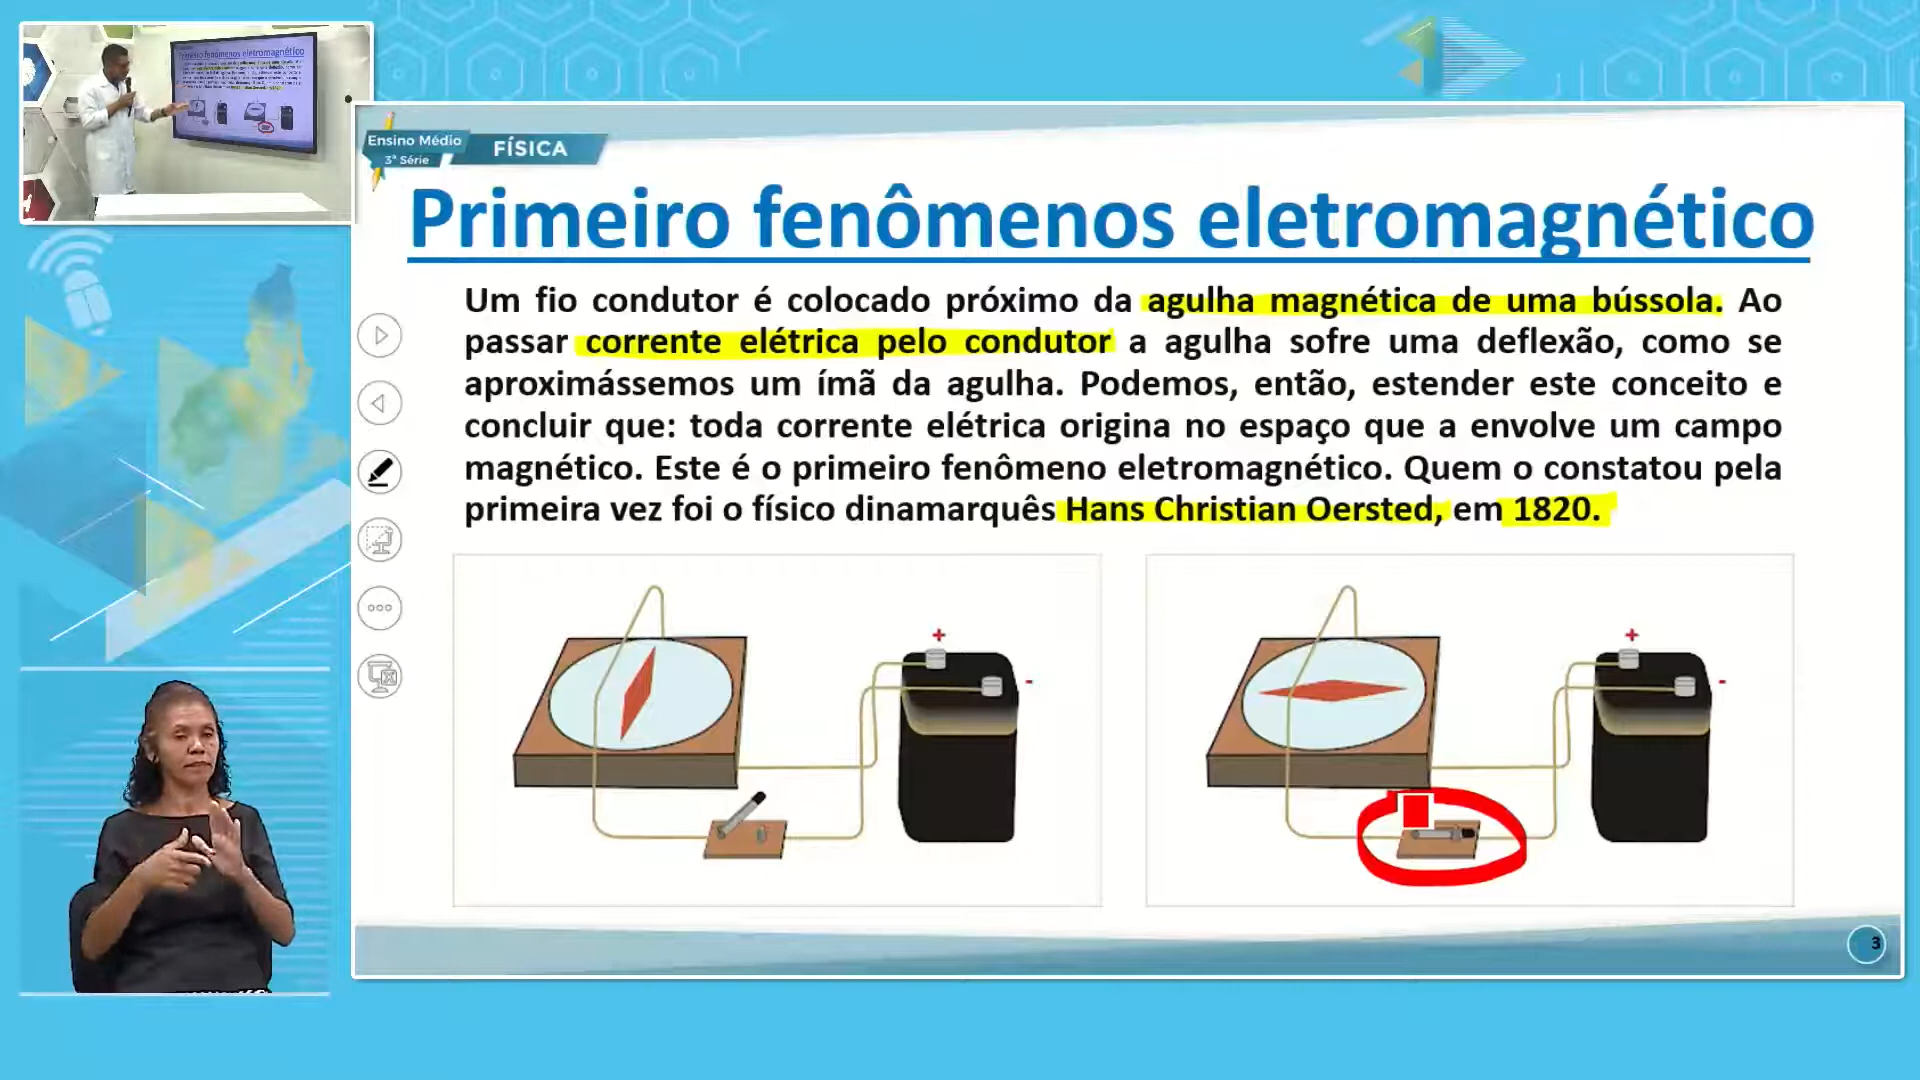 Ensino Médio
3ª Série
FÍSICA
Primeiro fenômenos eletromagnético
Um fio condutor é colocado próximo da agulha magnética de uma bússola. Ao
passar corrente elétrica pelo condutor a agulha sofre uma deflexão, como se
aproximássemos um ímã da agulha. Podemos, então, estender este conceito e
concluir que: toda corrente elétrica origina no espaço que a envolve um campo
magnético. Este é o primeiro fenômeno eletromagnético. Quem o constatou pela
primeira vez foi o físico dinamarquês Hans Christian Oersted, em 1820.
+
-
+
-
3
Primeiro fenômenos eletromagnético